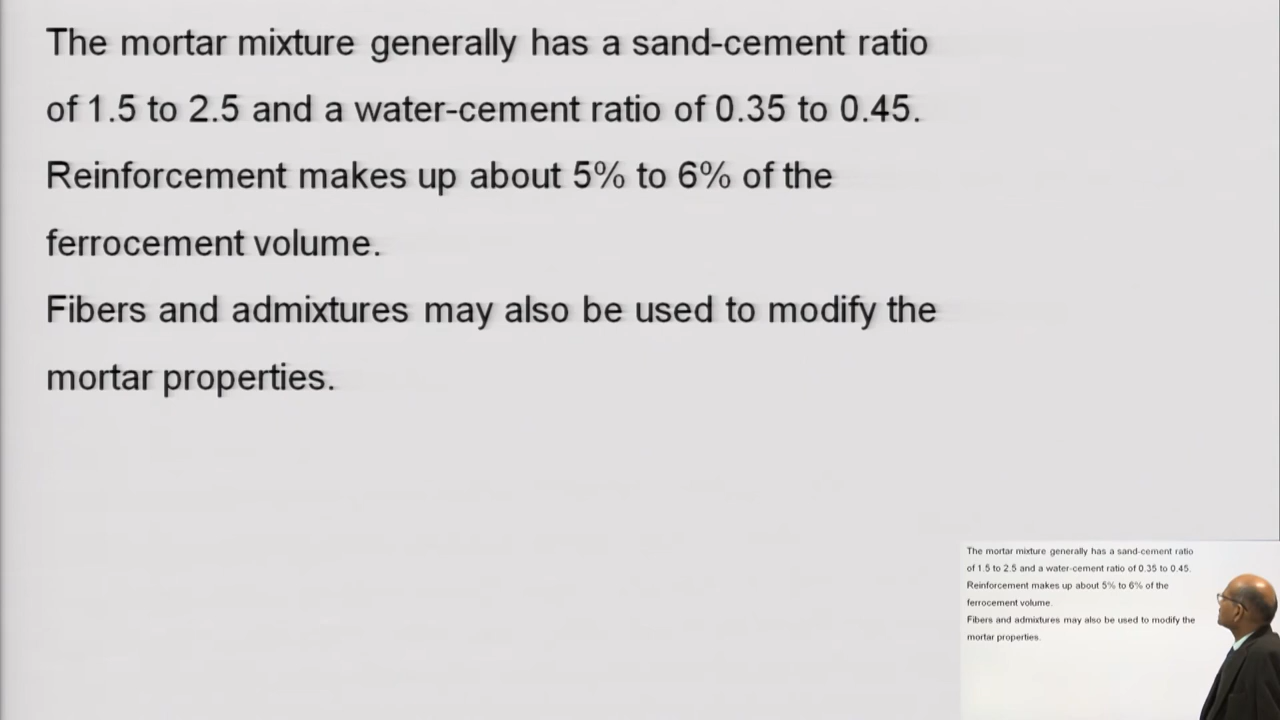 The mortar mixture generally has a sand-cement ratio
of 1.5 to 2.5 and a water-cement ratio of 0.35 to 0.45.
Reinforcement makes up about 5% to 6% of the
ferrocement volume.
Fibers and admixtures may also be used to modify the
mortar properties.
The mortar mixture generally has a sand-cement ratio
of 1.5 to 2.5 and a water-cement ratio of 0.35 to 0.45.
Reinforcement makes up about 5% to 6% of the
ferrocement volume.
Fibers and admixtures may also be used to modify the
mortar properties.